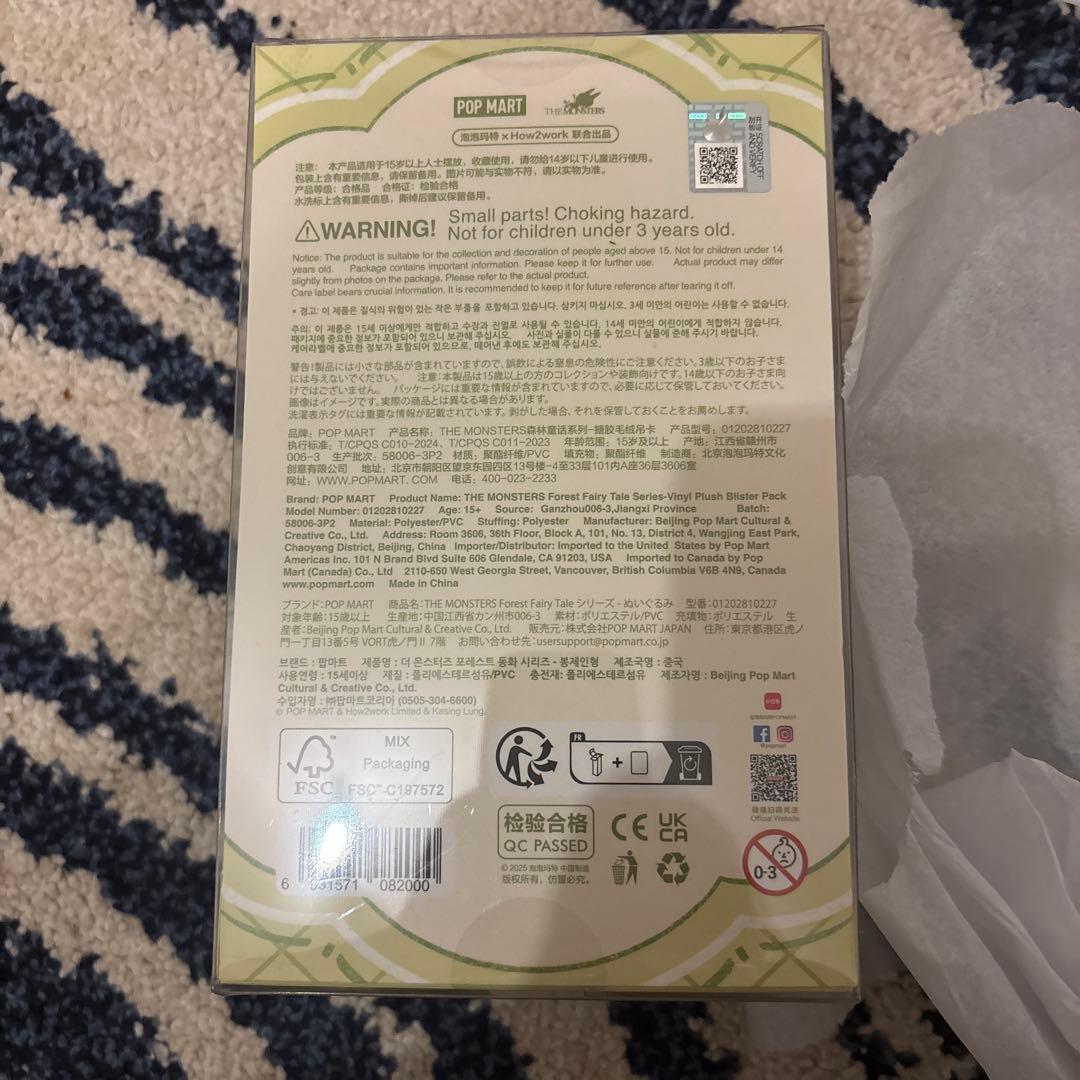 POP MART
THE MONSTERS
泡泡玛特 × How2work 联合出品
刮开 验证
SCRATCH OFF
AND VERIFY
注意： 本产品适用于15岁以上人士摆放，收藏使用，请勿给14岁以下儿童进行使用。
包装上含有重要信息，请保留备用。图片可能与实物不符，请以实物为准。
产品等级：合格品 合格证：检验合格
水洗标上含有重要信息，撕掉后建议保留备用。
WARNING! Small parts! Choking hazard.
Not for children under 3 years old.
Notice: The product is suitable for the collection and decoration of people aged above 15. Not for children under 14
years old. Package contains important information. Please keep it for further use. Actual product may differ
slightly from photos on the package. Please refer to the actual product.
Care label bears crucial information. It is recommended to keep it for future reference after tearing it off.
* 경고: 이 제품은 질식의 위험이 있는 작은 부품을 포함하고 있습니다. 삼키지 마십시오. 3세 미만의 어린이는 사용할 수 없습니다.
주의: 이 제품은 15세 이상에게만 적합하고 수장과 진열로 사용될 수 있습니다. 14세 미만의 어린이에게 적합하지 않습니다.
패키지에 중요한 정보가 포함되어 있으니 보관해 주십시오. 사진과 실물이 다를 수 있으니 실물에 준해 주시기 바랍니다.
케어라벨에 중요한 정보가 포함되어 있으므로, 떼어낸 후에도 보관해 두십시오.
警告！製品には小さな部品が含まれていますので、誤飲による窒息の危険性にご注意ください。3歳以下のお子さま
には与えないでください。 注意：本製品は15歳以上の方のコレクションや装飾向けです。14歳以下のお子さま向
けではございません。 パッケージには重要な情報が含まれていますので、必要に応じて保管しておいてください。
画像はイメージです。実際の商品とは異なる場合があります。
洗濯表示タグには重要な情報が記載されています。剥がした場合、それを保管しておくことをお薦めします。
品牌：POP MART 产品名称：THE MONSTERS森林童话系列-搪胶毛绒吊卡 产品型号：01202810227
执行标准：T/CPQS C010-2024、T/CPQS C011-2023 年龄范围：15岁及以上 产地：江西省赣州市
006-3 生产批次：58006-3P2 材质：聚酯纤维/PVC 填充物：聚酯纤维 制造商：北京泡泡玛特文化
创意有限公司 地址：北京市朝阳区望京东园四区13号楼-4至33层101内A座36层3606室
网址：WWW.POPMART.COM 电话：400-023-2233
Brand: POP MART Product Name: THE MONSTERS Forest Fairy Tale Series-Vinyl Plush Blister Pack
Model Number: 01202810227 Age: 15+ Source: Ganzhou006-3,Jiangxi Province Batch:
58006-3P2 Material: Polyester/PVC Stuffing: Polyester Manufacturer: Beijing Pop Mart Cultural &
Creative Co., Ltd. Address: Room 3606, 36th Floor, Block A, 101, No. 13, District 4, Wangjing East Park,
Chaoyang District, Beijing, China Importer/Distributor: Imported to the United States by Pop Mart
Americas Inc. 101 N Brand Blvd Suite 606 Glendale, CA 91203, USA Imported to Canada by Pop
Mart (Canada) Co., Ltd 2110-650 West Georgia Street, Vancouver, British Columbia V6B 4N9, Canada
www.popmart.com Made in China
ブランド：POP MART 商品名：THE MONSTERS Forest Fairy Tale シリーズ - ぬいぐるみ 型番：01202810227
対象年齢：15歳以上 生産地：中国江西省カン州市006-3 素材：ポリエステル/PVC 充填物：ポリエステル 生
産者：Beijing Pop Mart Cultural & Creative Co., Ltd. 販売元：株式会社POP MART JAPAN 住所：東京都港区虎ノ
門一丁目13番5号 VORT虎ノ門Ⅱ 7階 お問い合わせ先：usersupport@popmart.co.jp
브랜드 : 팝마트 제품명 : 더 몬스터즈 포레스트 동화 시리즈 - 봉제인형 제조국명 : 중국
사용연령 : 15세이상 재질 : 폴리에스테르섬유/PVC 충전재 : 폴리에스테르섬유 제조자명 : Beijing Pop Mart
Cultural & Creative Co., Ltd.
수입자명 : ㈜팝마트코리아 (0505-304-6600)
© POP MART & How2work Limited & Kasing Lung.
小红书
@popmart
微信扫码关注
Official Website
FSC
MIX
Packaging
FSC™ C197572
FR
+
检验合格
QC PASSED
CE UK
CA
© 2025 泡泡玛特 中国制造
版权所有，仿盟必究。
0-3
082000